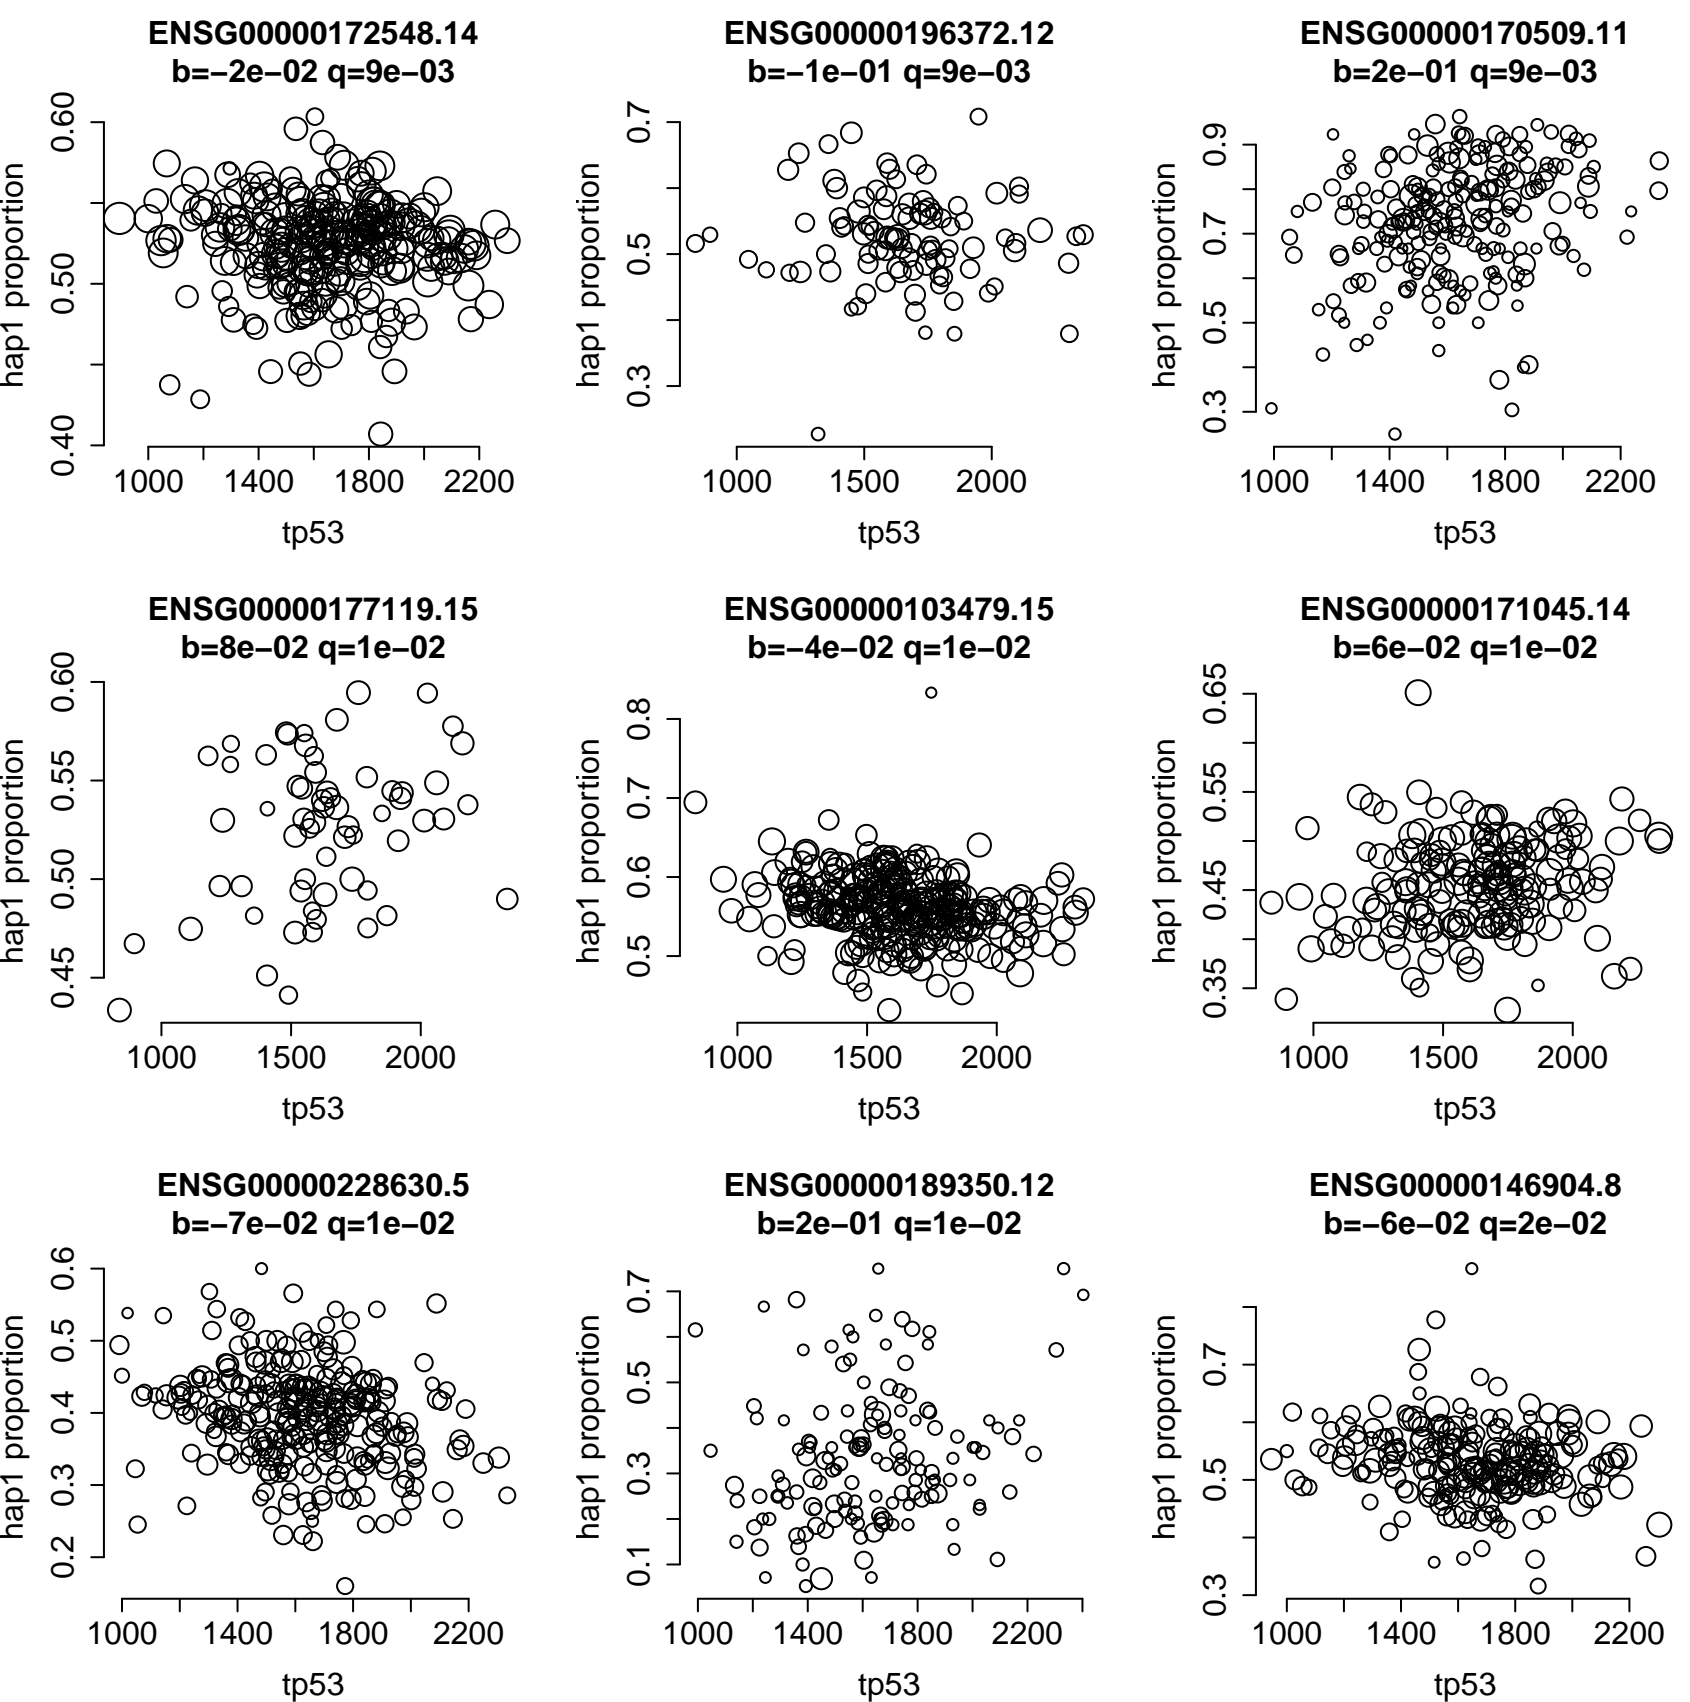 ENSG00000172548.14
b=−2e−02 q=9e−03
hap1 proportion
0.40 0.50 0.60
1000 1400 1800 2200
tp53
ENSG00000196372.12
b=−1e−01 q=9e−03
hap1 proportion
0.3 0.5 0.7
1000 1500 2000
tp53
ENSG00000170509.11
b=2e−01 q=9e−03
hap1 proportion
0.3 0.5 0.7 0.9
1000 1400 1800 2200
tp53
ENSG00000177119.15
b=8e−02 q=1e−02
hap1 proportion
0.45 0.50 0.55 0.60
1000 1500 2000
tp53
ENSG00000103479.15
b=−4e−02 q=1e−02
hap1 proportion
0.5 0.6 0.7 0.8
1000 1500 2000
tp53
ENSG00000171045.14
b=6e−02 q=1e−02
hap1 proportion
0.35 0.45 0.55 0.65
1000 1500 2000
tp53
ENSG00000228630.5
b=−7e−02 q=1e−02
hap1 proportion
0.2 0.3 0.4 0.5 0.6
1000 1400 1800 2200
tp53
ENSG00000189350.12
b=2e−01 q=1e−02
hap1 proportion
0.1 0.3 0.5 0.7
1000 1400 1800 2200
tp53
ENSG00000146904.8
b=−6e−02 q=2e−02
hap1 proportion
0.3 0.5 0.7
1000 1400 1800 2200
tp53